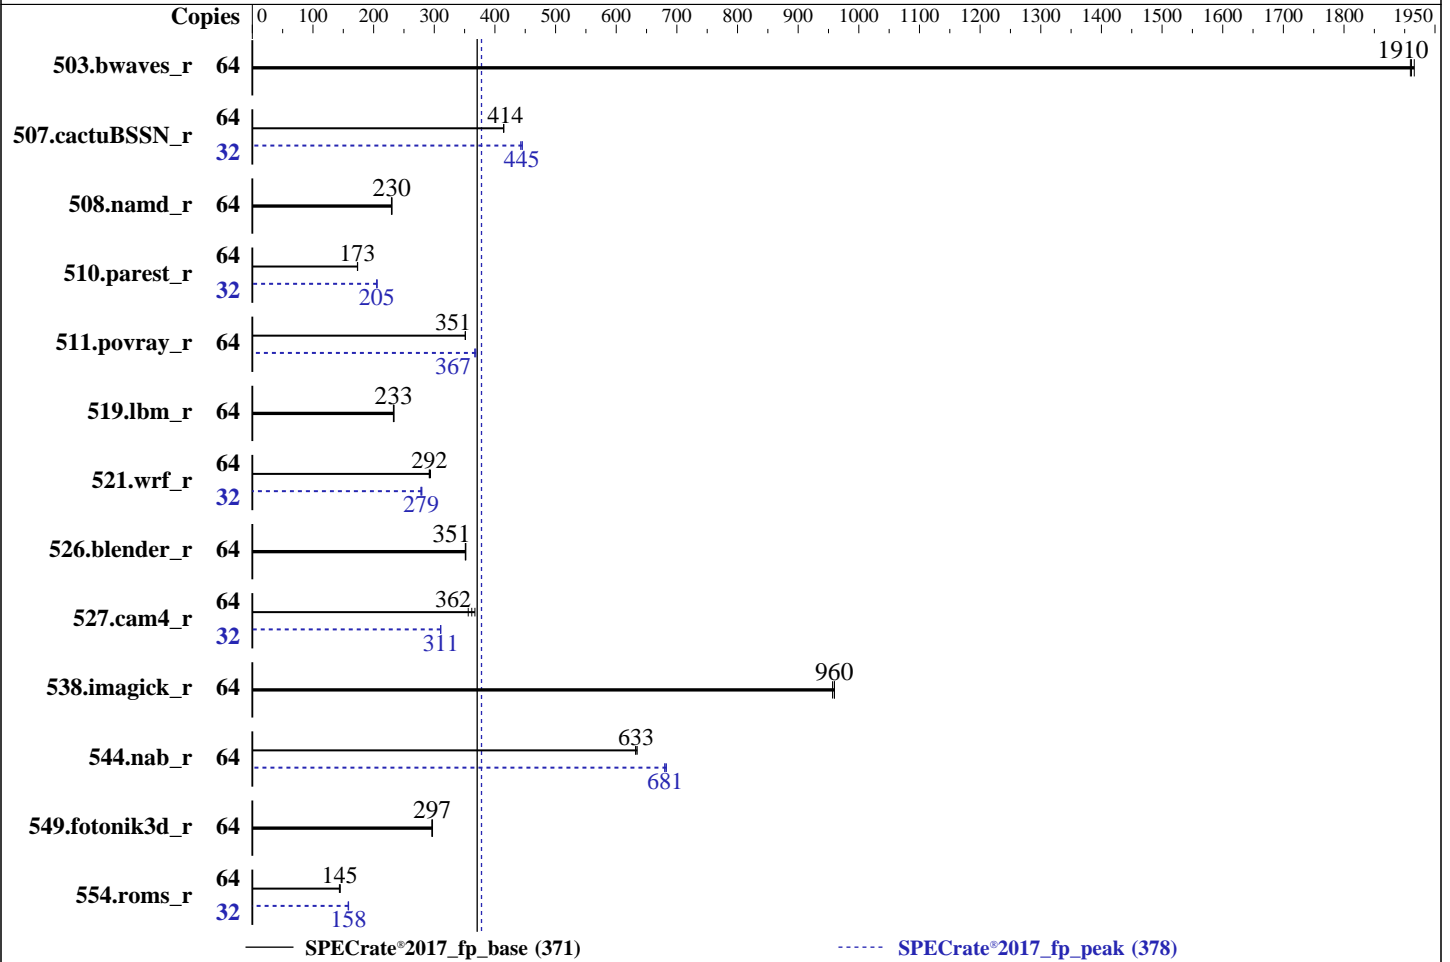 Copies 0 100 200 300 400 500 600 700 800 900 1000 1100 1200 1300 1400 1500 1600 1700 1800 1950
503.bwaves_r 64 1910
507.cactuBSSN_r 64 414
32 445
508.namd_r 64 230
510.parest_r 64 173
32 205
511.povray_r 64 351
367
519.lbm_r 64 233
521.wrf_r 64 292
32 279
526.blender_r 64 351
527.cam4_r 64 362
32 311
538.imagick_r 64 960
544.nab_r 64 633
681
549.fotonik3d_r 64 297
554.roms_r 64 145
32 158
SPECrate®2017_fp_base (371) SPECrate®2017_fp_peak (378)